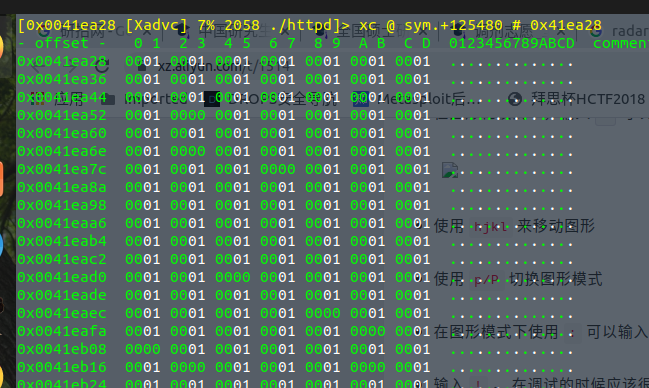 [0x0041ea28 [Xadvc] 7% 2058 ./httpd]> xc @ sym.+125480 # 0x41ea28
- offset -   0 1  2 3  4 5  6 7  8 9  A B  C D  0123456789ABCD  commen
0x0041ea28  0001 0001 0001 0001 0001 0001 0001  ..............
0x0041ea36  0001 0001 0001 0001 0001 0001 0001  ..............
0x0041ea44  0001 0001 0001 0001 0001 0001 0001  ..............
拜思杯HCTF2018
0x0041ea52  0001 0000 0001 0001 0001 0001 0001  ..............
0x0041ea60  0001 0001 0001 0001 0001 0001 0001  ..............
0x0041ea6e  0001 0000 0001 0001 0001 0001 0001  ..............
0x0041ea7c  0001 0001 0001 0000 0001 0001 0001  ..............
0x0041ea8a  0001 0001 0001 0001 0001 0001 0001  ..............
0x0041ea98  0001 0001 0001 0001 0001 0001 0001  ..............
0x0041eaa6  0001 0001 0001 0001 0001 0001 0001  ..............
使用 hjkl 来移动图形
0x0041eab4  0001 0001 0001 0001 0001 0001 0001  ..............
0x0041eac2  0001 0001 0001 0001 0001 0001 0001  ..............
0x0041ead0  0001 0001 0000 0001 0001 0001 0001  ..............
使用 p/P 切换图形模式
0x0041eade  0001 0001 0001 0001 0001 0001 0001  ..............
0x0041eaec  0001 0001 0001 0001 0000 0001 0001  ..............
0x0041eafa  0001 0001 0001 0001 0001 0000 0001  ..............
在图形模式下使用 可以输入
0x0041eb08  0000 0001 0001 0001 0001 0001 0001  ..............
0x0041eb16  0001 0000 0001 0001 0001 0000 0001  ..............
0x0041eb24  0001 0001 0001 0001 0001 0001 0001  ..............
输入 在调试的时候应该很